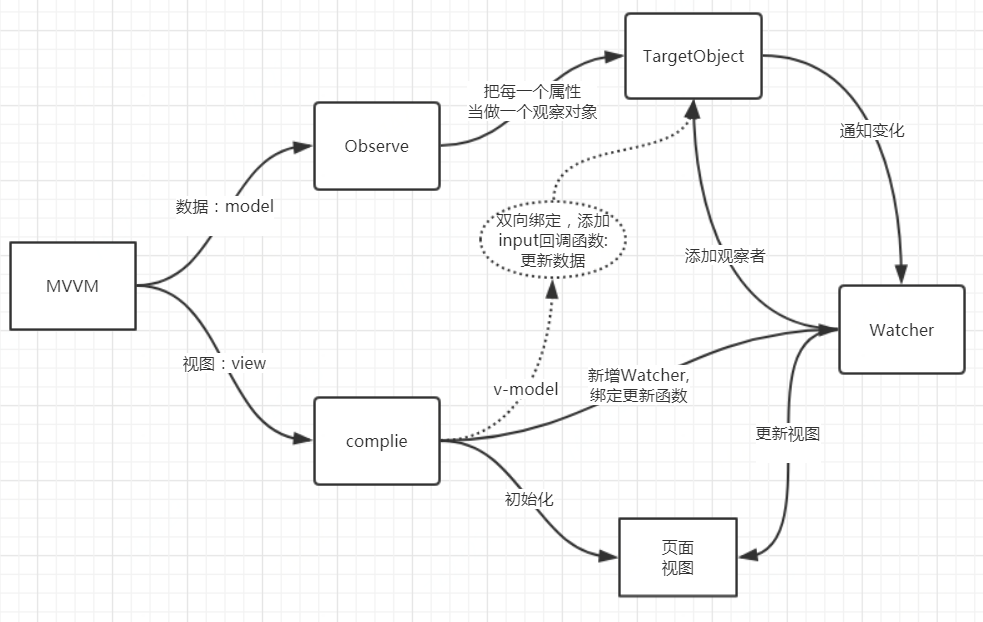 TargetObject
把每一个属性
当做一个观察对象
通知变化
Observe
数据：model
双向绑定，添加
input回调函数:
更新数据
添加观察者
MVVM
Watcher
视图：view
新增Watcher,
绑定更新函数
v-model
complie
更新视图
初始化
页面
视图